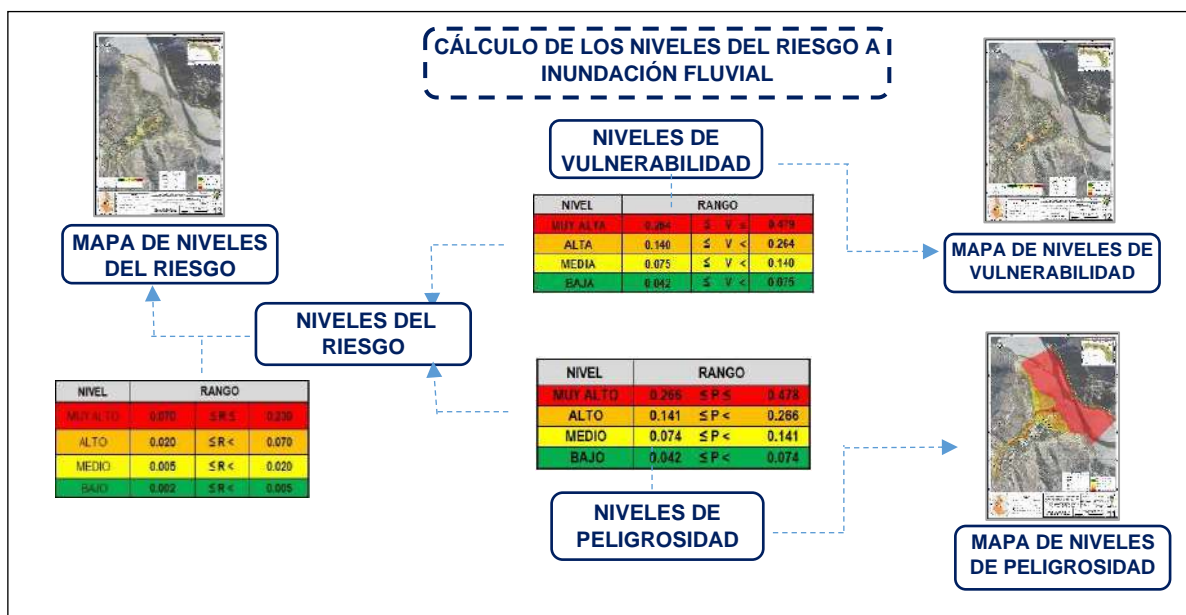 CÁLCULO DE LOS NIVELES DEL RIESGO A
INUNDACIÓN FLUVIAL
NIVELES DE
VULNERABILIDAD
NIVEL RANGO
MUY ALTA 0.264 ≤ V ≤ 0.479
ALTA 0.140 ≤ V < 0.264
MEDIA 0.075 ≤ V < 0.140
BAJA 0.042 ≤ V < 0.075
MAPA DE NIVELES
DEL RIESGO
MAPA DE NIVELES DE
VULNERABILIDAD
NIVELES DEL
RIESGO
NIVEL RANGO
MUY ALTO 0.070 ≤ R ≤ 0.230
ALTO 0.020 ≤ R < 0.070
MEDIO 0.005 ≤ R < 0.020
BAJO 0.002 ≤ R < 0.005
NIVEL RANGO
MUY ALTO 0.266 ≤ P ≤ 0.478
ALTO 0.141 ≤ P < 0.266
MEDIO 0.074 ≤ P < 0.141
BAJO 0.042 ≤ P < 0.074
NIVELES DE
PELIGROSIDAD
MAPA DE NIVELES
DE PELIGROSIDAD